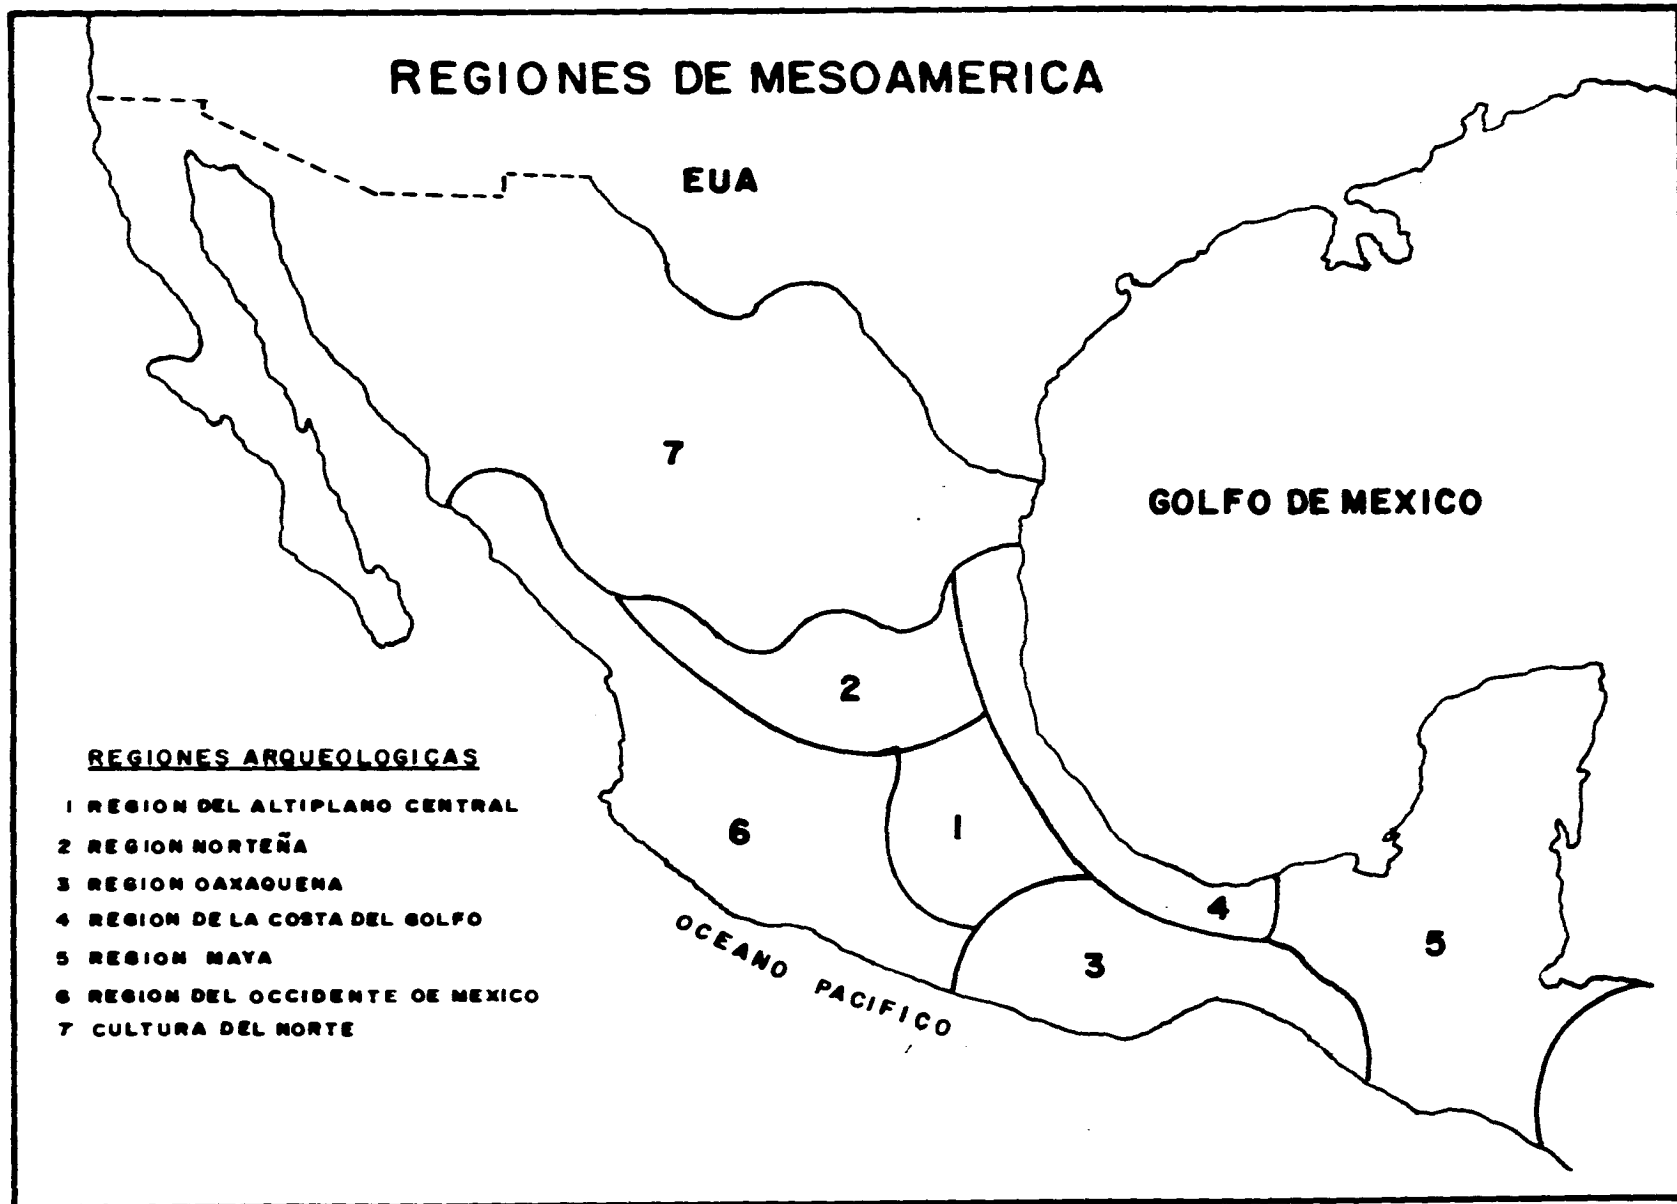 REGIONES DE MESOAMERICA
EUA
7
GOLFO DE MEXICO
2
6
1
4
3
5
OCEANO PACIFICO
REGIONES ARQUEOLOGICAS
1 REGION DEL ALTIPLANO CENTRAL
2 REGION NORTEÑA
3 REGION OAXAQUENA
4 REGION DE LA COSTA DEL GOLFO
5 REGION MAYA
6 REGION DEL OCCIDENTE DE MEXICO
7 CULTURA DEL NORTE